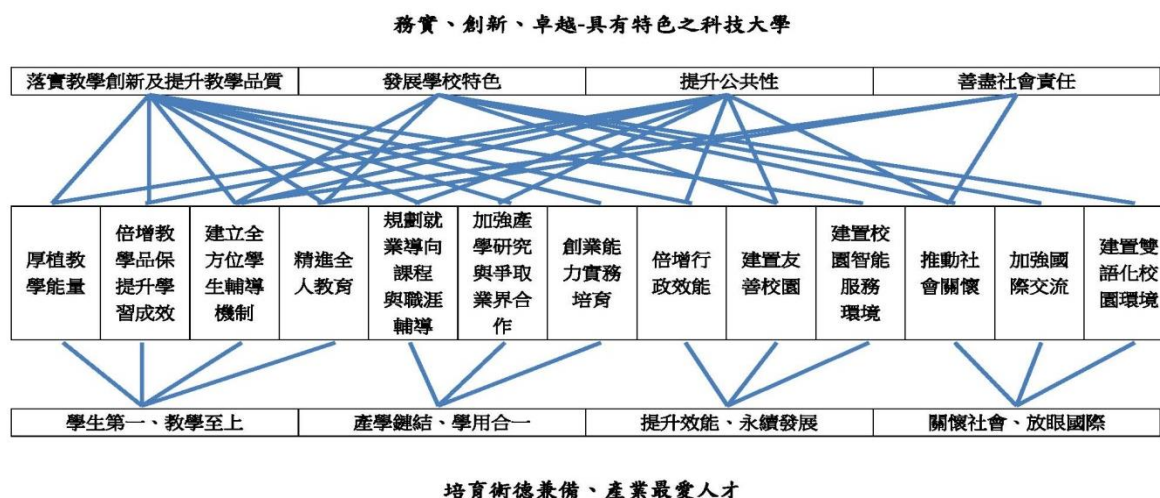 務實、創新、卓越-具有特色之科技大學
落實教學創新及提升教學品質
發展學校特色
提升公共性
善盡社會責任
厚植教
學能量
倍增教
學品保
提升學
習成效
建立全
方位學
生輔導
機制
精進全
人教育
規劃就
業導向
課程
與職涯
輔導
加強產
學研究
與爭取
業界合
作
創業能
力實務
培育
倍增行
政效能
建置友
善校園
建置校
園智能
服務
環境
推動社
會關懷
加強國
際交流
建置雙
語化校
園環境
學生第一、教學至上
產學鏈結、學用合一
提升效能、永續發展
關懷社會、放眼國際
培育術德兼備、產業最愛人才